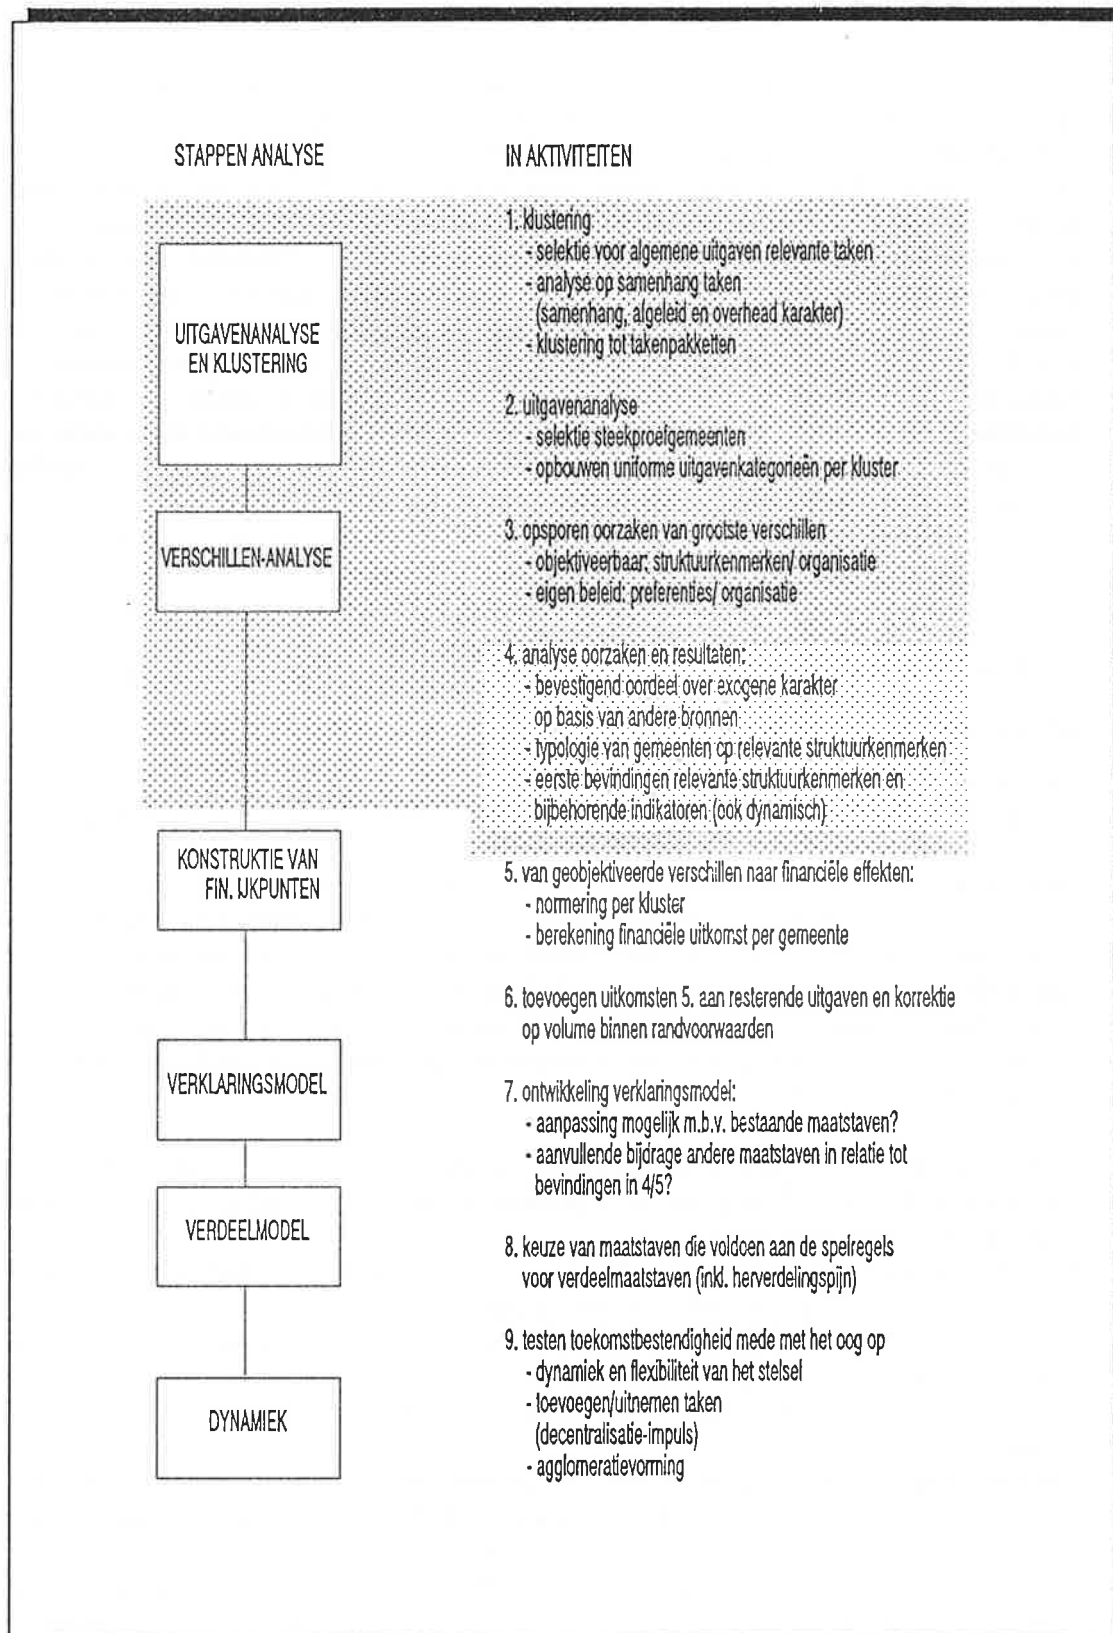 STAPPEN ANALYSE
IN AKTIVITEITEN
UITGAVENANALYSE
EN KLUSTERING
VERSCHILLEN-ANALYSE
KONSTRUKTIE VAN
FIN. IJKPUNTEN
VERKLARINGSMODEL
VERDEELMODEL
DYNAMIEK
1. klustering
- selektie voor algemene uitgaven relevante taken
- analyse op samenhang taken
(samenhang, afgeleid en overhead karakter)
- klustering tot takenpakketten
2. uitgavenanalyse
- selektie steekproefgemeenten
- opbouwen uniforme uitgavenkategorieën per kluster
3. opsporen oorzaken van grootste verschillen
- objektiveerbaar: struktuurkenmerken/ organisatie
- eigen beleid: preferenties/ organisatie
4. analyse oorzaken en resultaten:
- bevestigend oordeel over exogene karakter
op basis van andere bronnen
- typologie van gemeenten op relevante struktuurkenmerken
- eerste bevindingen relevante struktuurkenmerken en
bijbehorende indikatoren (ook dynamisch)
5. van geobjektiveerde verschillen naar financiële effekten:
- normering per kluster
- berekening financiële uitkomst per gemeente
6. toevoegen uitkomsten 5. aan resterende uitgaven en korrektie
op volume binnen randvoorwaarden
7. ontwikkeling verklaringsmodel:
- aanpassing mogelijk m.b.v. bestaande maatstaven?
- aanvullende bijdrage andere maatstaven in relatie tot
bevindingen in 4/5?
8. keuze van maatstaven die voldoen aan de spelregels
voor verdeelmaatstaven (inkl. herverdelingspijn)
9. testen toekomstbestendigheid mede met het oog op
- dynamiek en flexibiliteit van het stelsel
- toevoegen/uitnemen taken
(decentralisatie-impuls)
- agglomeratievorming